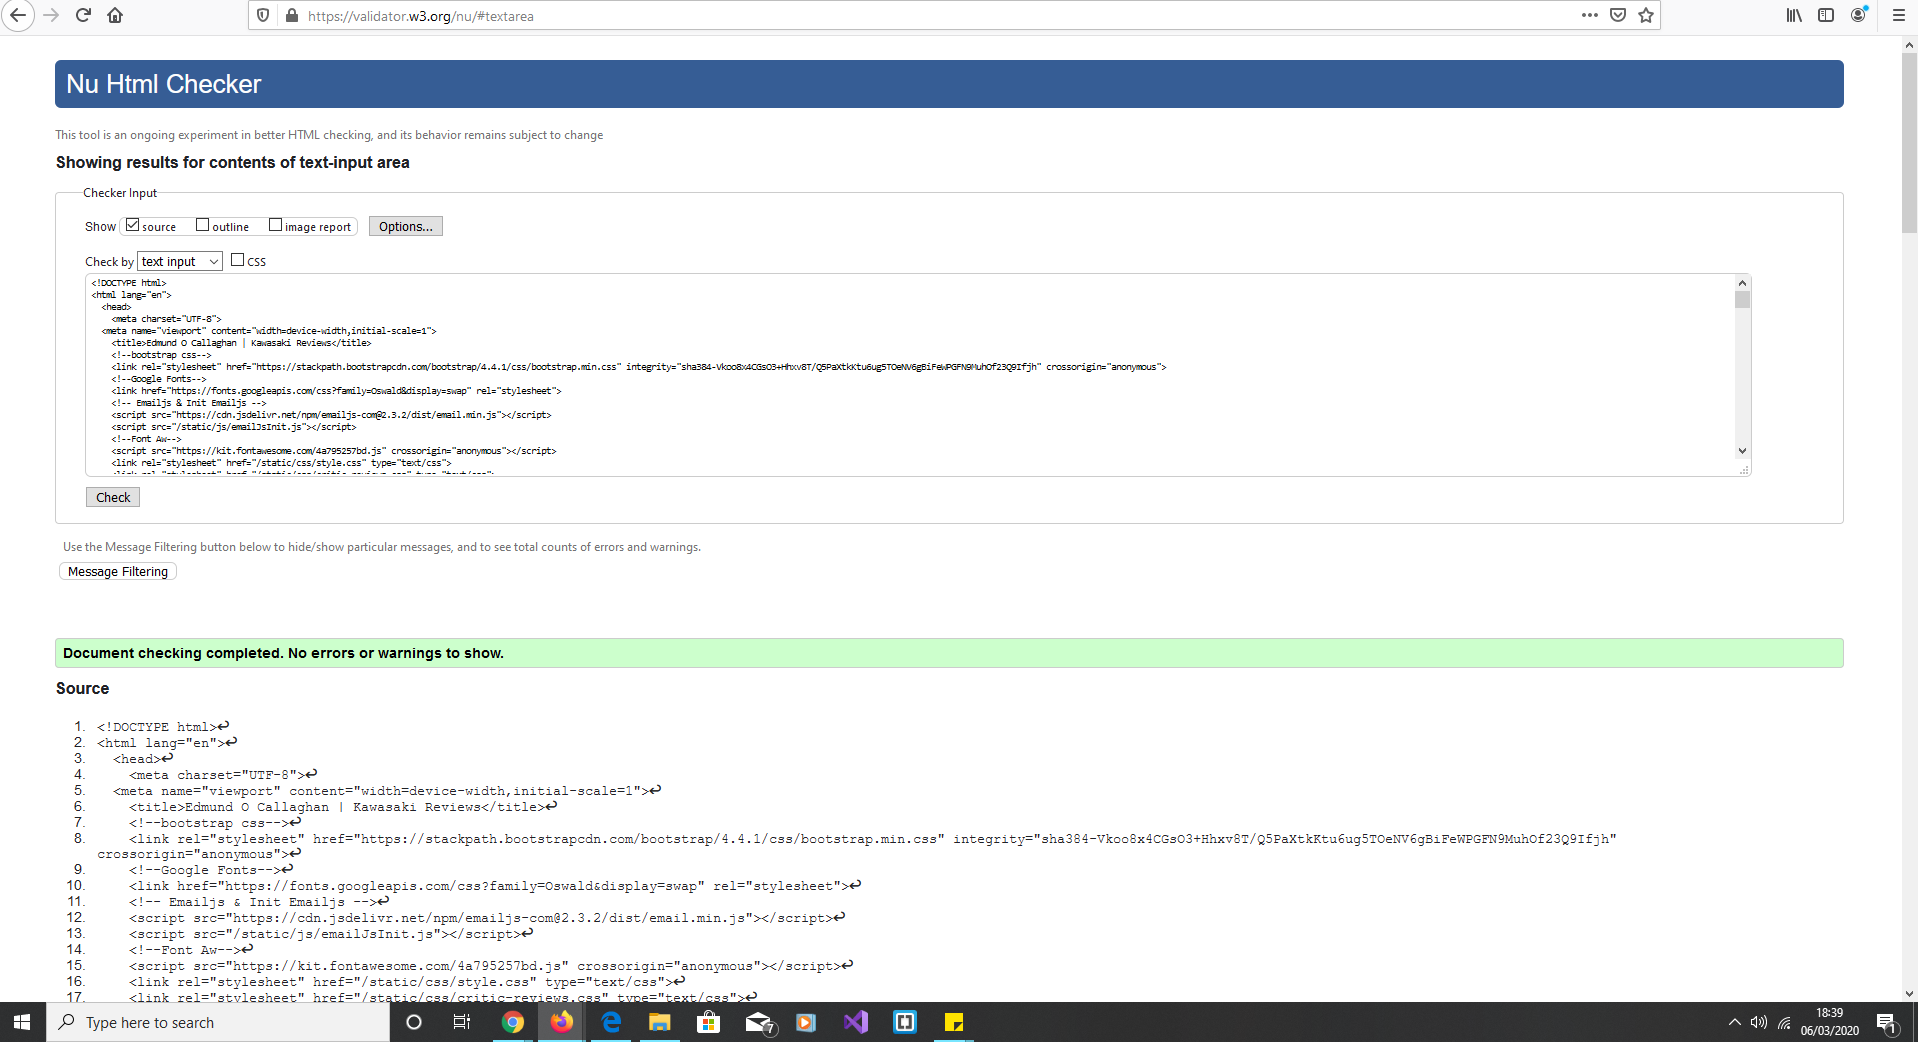 https://validator.w3.org/nu/#textarea
Nu Html Checker
This tool is an ongoing experiment in better HTML checking, and its behavior remains subject to change
Showing results for contents of text-input area
Checker Input
Show source outline image report Options...
Check by text input CSS
<!DOCTYPE html>
<html lang="en">
<head>
<meta charset="UTF-8">
<meta name="viewport" content="width=device-width,initial-scale=1">
<title>Edmund O Callaghan | Kawasaki Reviews</title>
<!--bootstrap css-->
<link rel="stylesheet" href="https://stackpath.bootstrapcdn.com/bootstrap/4.4.1/css/bootstrap.min.css" integrity="sha384-Vkoo8x4CGsO3+Hhxv8T/Q5PaXtkKtu6ug5TOeNV6gBiFeWPGFN9MuhOf23Q9Ifjh" crossorigin="anonymous">
<!--Google Fonts-->
<link href="https://fonts.googleapis.com/css?family=Oswald&display=swap" rel="stylesheet">
<!-- Emailjs & Init Emailjs -->
<script src="https://cdn.jsdelivr.net/npm/emailjs-com@2.3.2/dist/email.min.js"></script>
<script src="/static/js/emailJsInit.js"></script>
<!--Font Aw-->
<script src="https://kit.fontawesome.com/4a795257bd.js" crossorigin="anonymous"></script>
<link rel="stylesheet" href="/static/css/style.css" type="text/css">
<link rel="stylesheet" href="/static/css/critic-reviews.css" type="text/css">
Check
Use the Message Filtering button below to hide/show particular messages, and to see total counts of errors and warnings.
Message Filtering
Document checking completed. No errors or warnings to show.
Source
1. <!DOCTYPE html>↩
2. <html lang="en">↩
3. <head>↩
4. <meta charset="UTF-8">↩
5. <meta name="viewport" content="width=device-width,initial-scale=1">↩
6. <title>Edmund O Callaghan | Kawasaki Reviews</title>↩
7. <!--bootstrap css-->↩
8. <link rel="stylesheet" href="https://stackpath.bootstrapcdn.com/bootstrap/4.4.1/css/bootstrap.min.css" integrity="sha384-Vkoo8x4CGsO3+Hhxv8T/Q5PaXtkKtu6ug5TOeNV6gBiFeWPGFN9MuhOf23Q9Ifjh"
crossorigin="anonymous">↩
9. <!--Google Fonts-->↩
10. <link href="https://fonts.googleapis.com/css?family=Oswald&display=swap" rel="stylesheet">↩
11. <!-- Emailjs & Init Emailjs -->↩
12. <script src="https://cdn.jsdelivr.net/npm/emailjs-com@2.3.2/dist/email.min.js"></script>↩
13. <script src="/static/js/emailJsInit.js"></script>↩
14. <!--Font Aw-->↩
15. <script src="https://kit.fontawesome.com/4a795257bd.js" crossorigin="anonymous"></script>↩
16. <link rel="stylesheet" href="/static/css/style.css" type="text/css">↩
17. <link rel="stylesheet" href="/static/css/critic-reviews.css" type="text/css">↩
Type here to search
7
18:39
06/03/2020
1